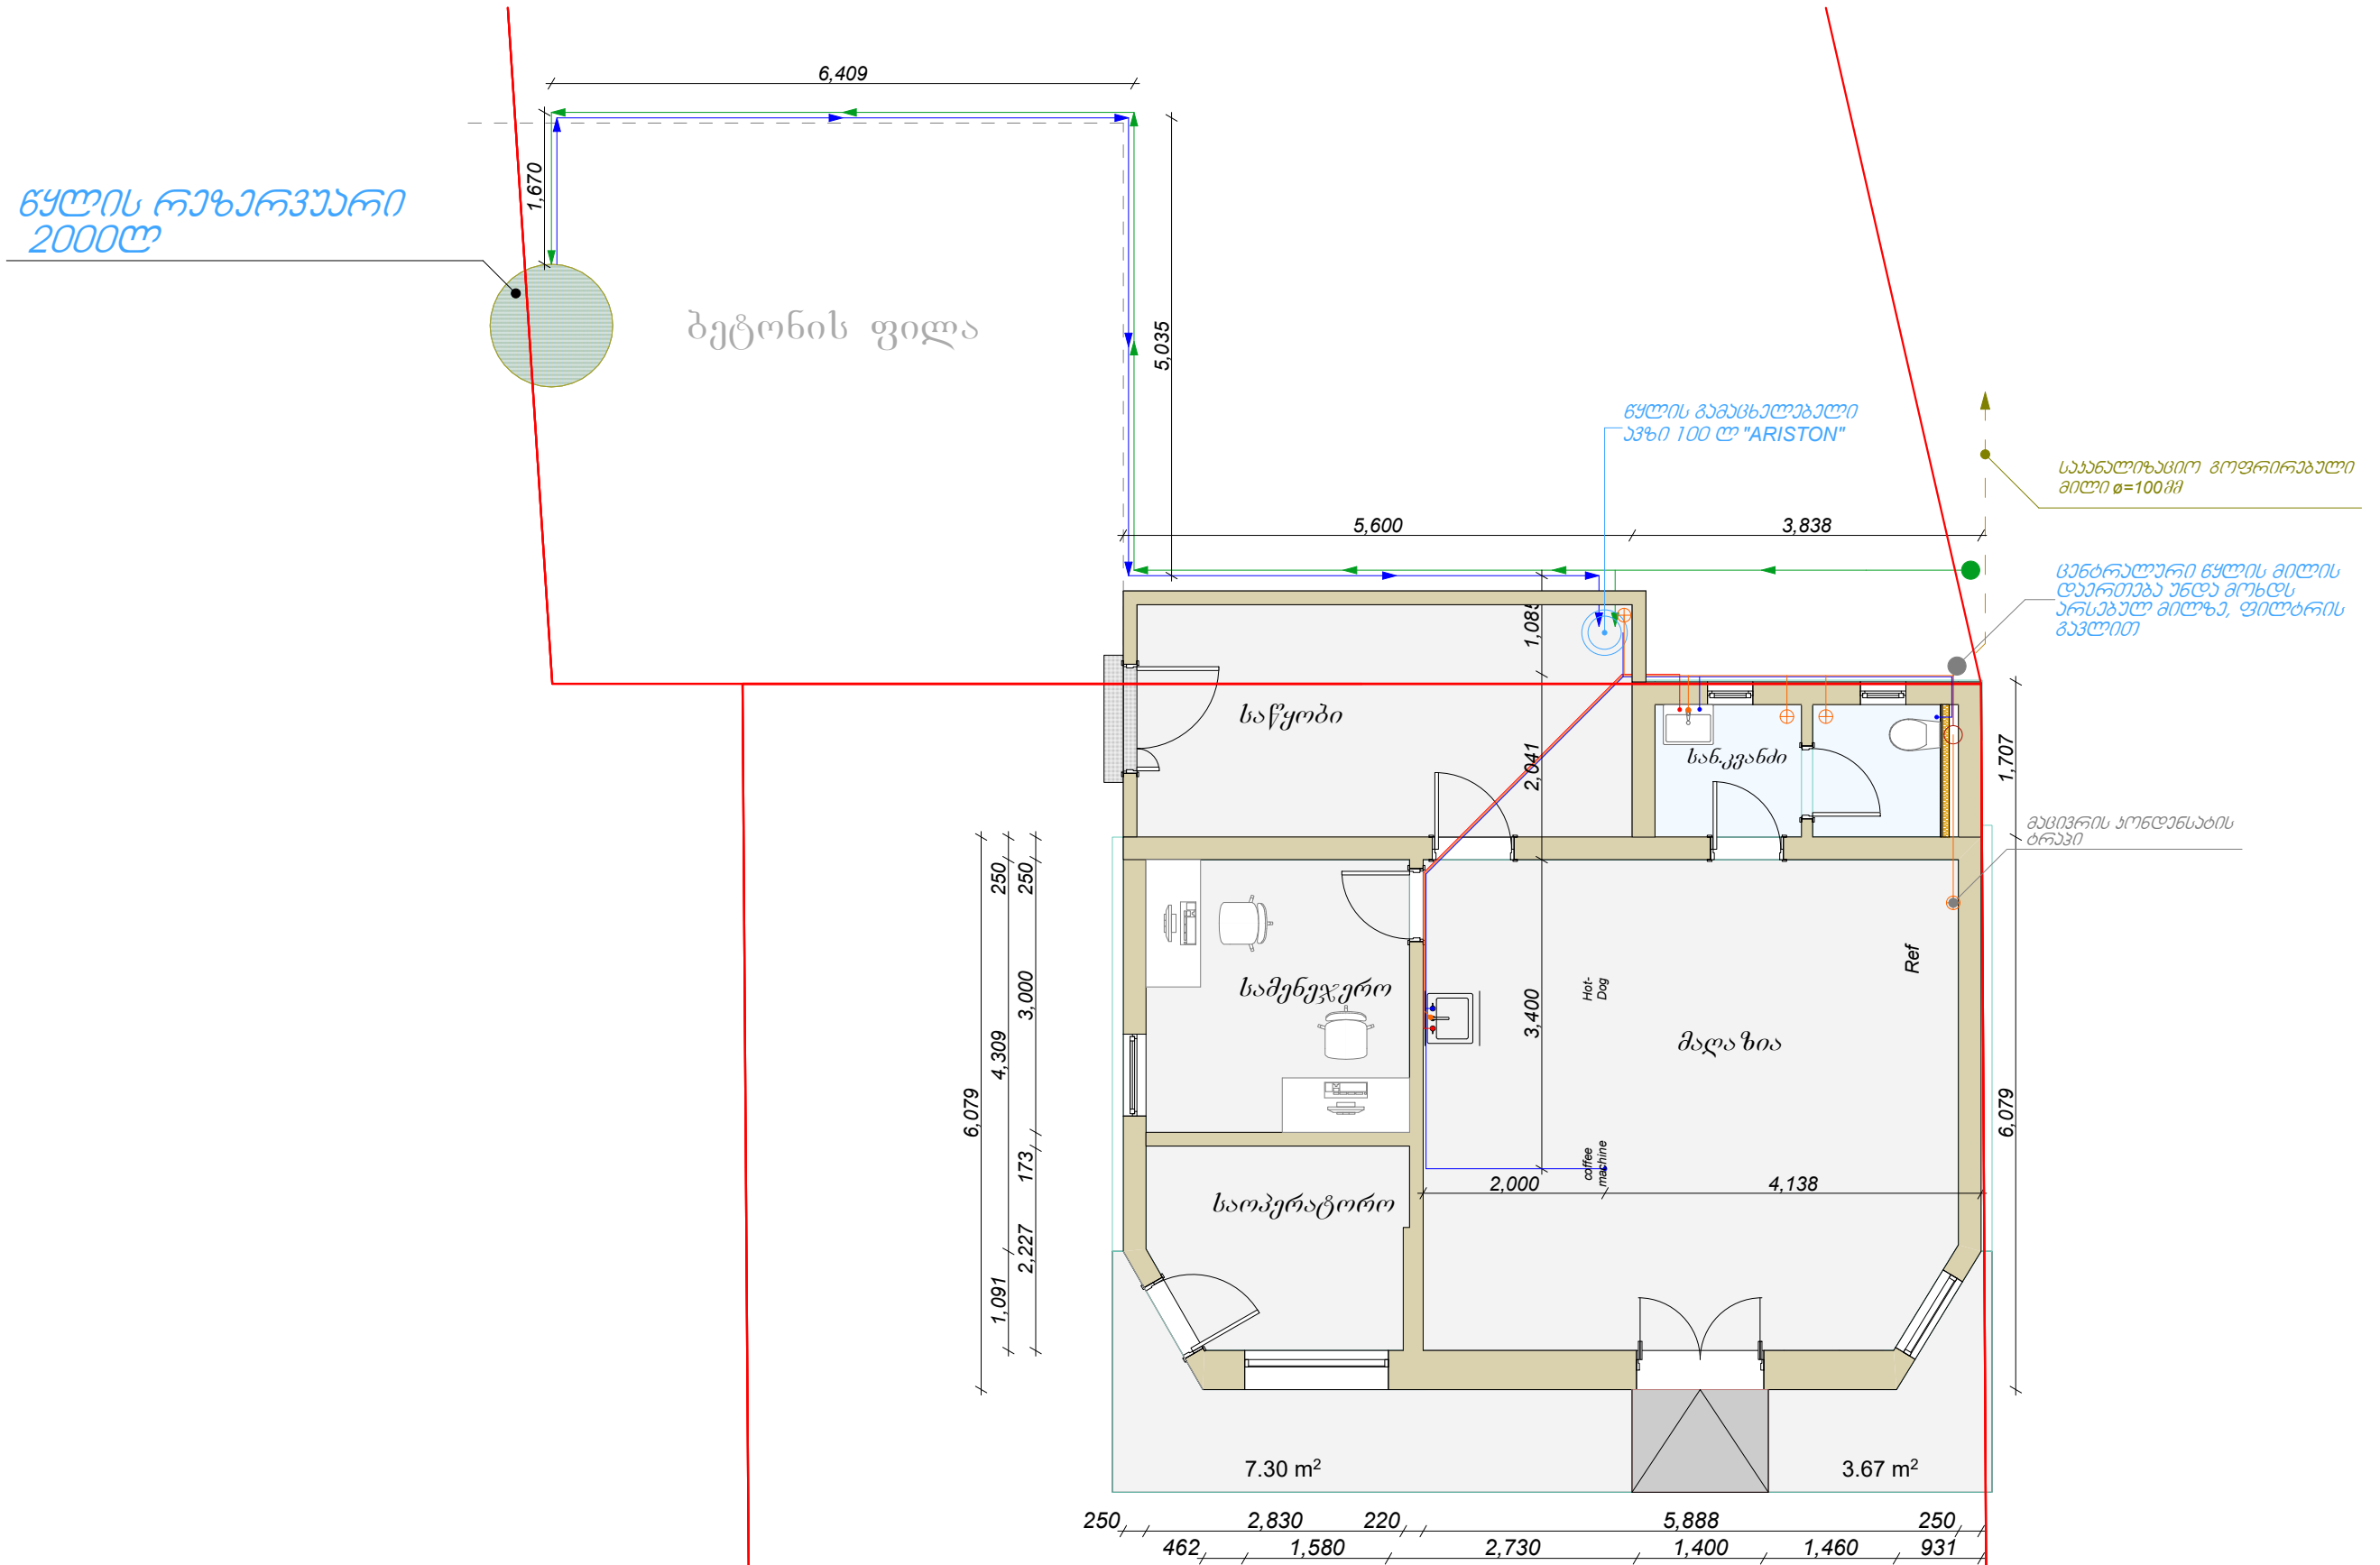 6,409
1,670
წყლის რეზერვუარი
2000ლ
ბეტონის ფილა
5,035
წყლის გამაცხელებელი
ავზი 100 ლ "ARISTON"
საკანალიზაციო გოფრირებული
მილი ø=100მმ
5,600
3,838
ცენტრალური წყლის მილის
დაერთება უნდა მოხდს
არსებულ მილზე, ფილტრის
გავლით
1,085
საწყობი
2,041
სან.კვანძი
1,707
მაცივრის კონდენსატის
ტრაპი
250
250
Ref
3,000
სამენეჯერო
Hot-
Dog
3,400
მაღაზია
4,309
6,079
6,079
173
coffee
machine
2,000
4,138
საოპერატორო
2,227
1,091
7.30 m²
3.67 m²
250
2,830
220
5,888
250
462
1,580
2,730
1,400
1,460
931